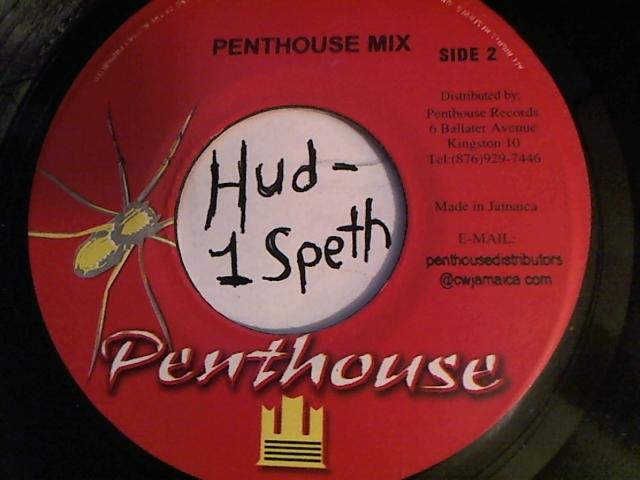 PENTHOUSE MIX
SIDE 2
Distributed by:
Penthouse Records
6 Ballater Avenue
Kingston 10
Tel:(876)929-7446
Made in Jamaica
E-MAIL:
penthousedistributors
@cwjamaica com
Hud-
1 Speth
Penthouse